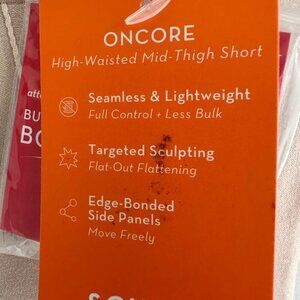 ONCORE
High-Waisted Mid-Thigh Short
Seamless & Lightweight
Full Control + Less Bulk
Targeted Sculpting
Flat-Out Flattening
Edge-Bonded
Side Panels
Move Freely